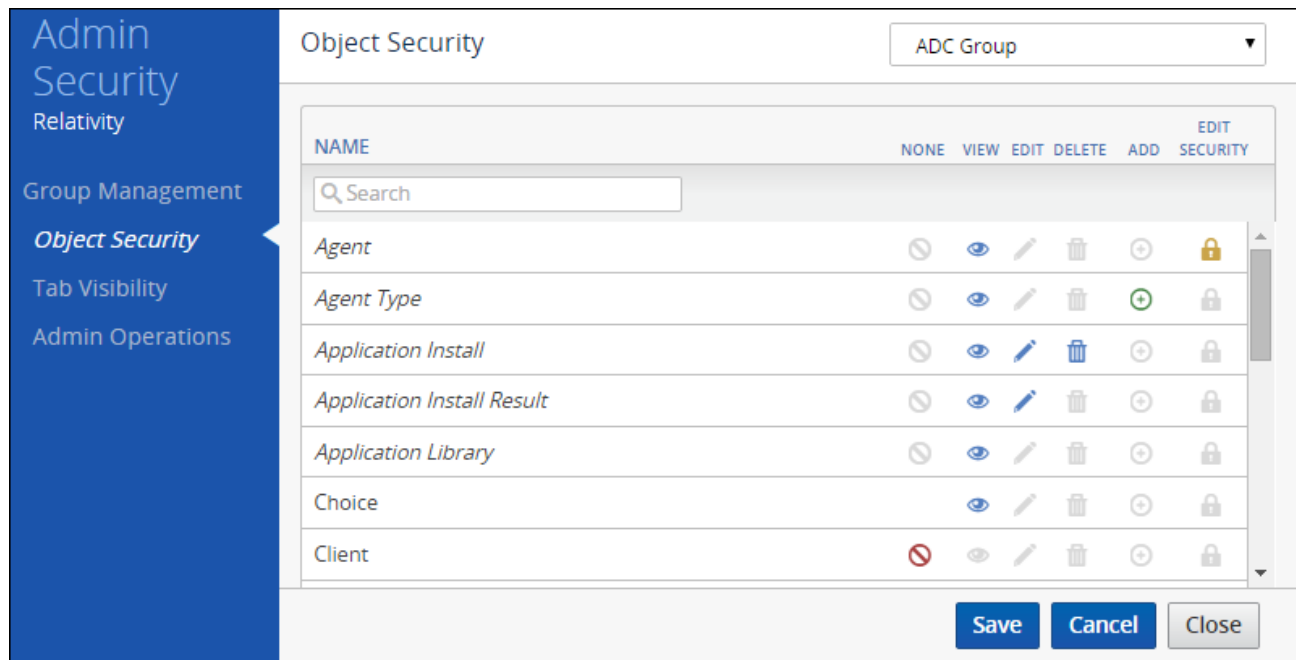 Admin
Security
Relativity
Group Management
Object Security
Tab Visibility
Admin Operations
Object Security
ADC Group
NAME
NONE VIEW EDIT DELETE ADD EDIT SECURITY
Search
Agent
Agent Type
Application Install
Application Install Result
Application Library
Choice
Client
Save Cancel Close